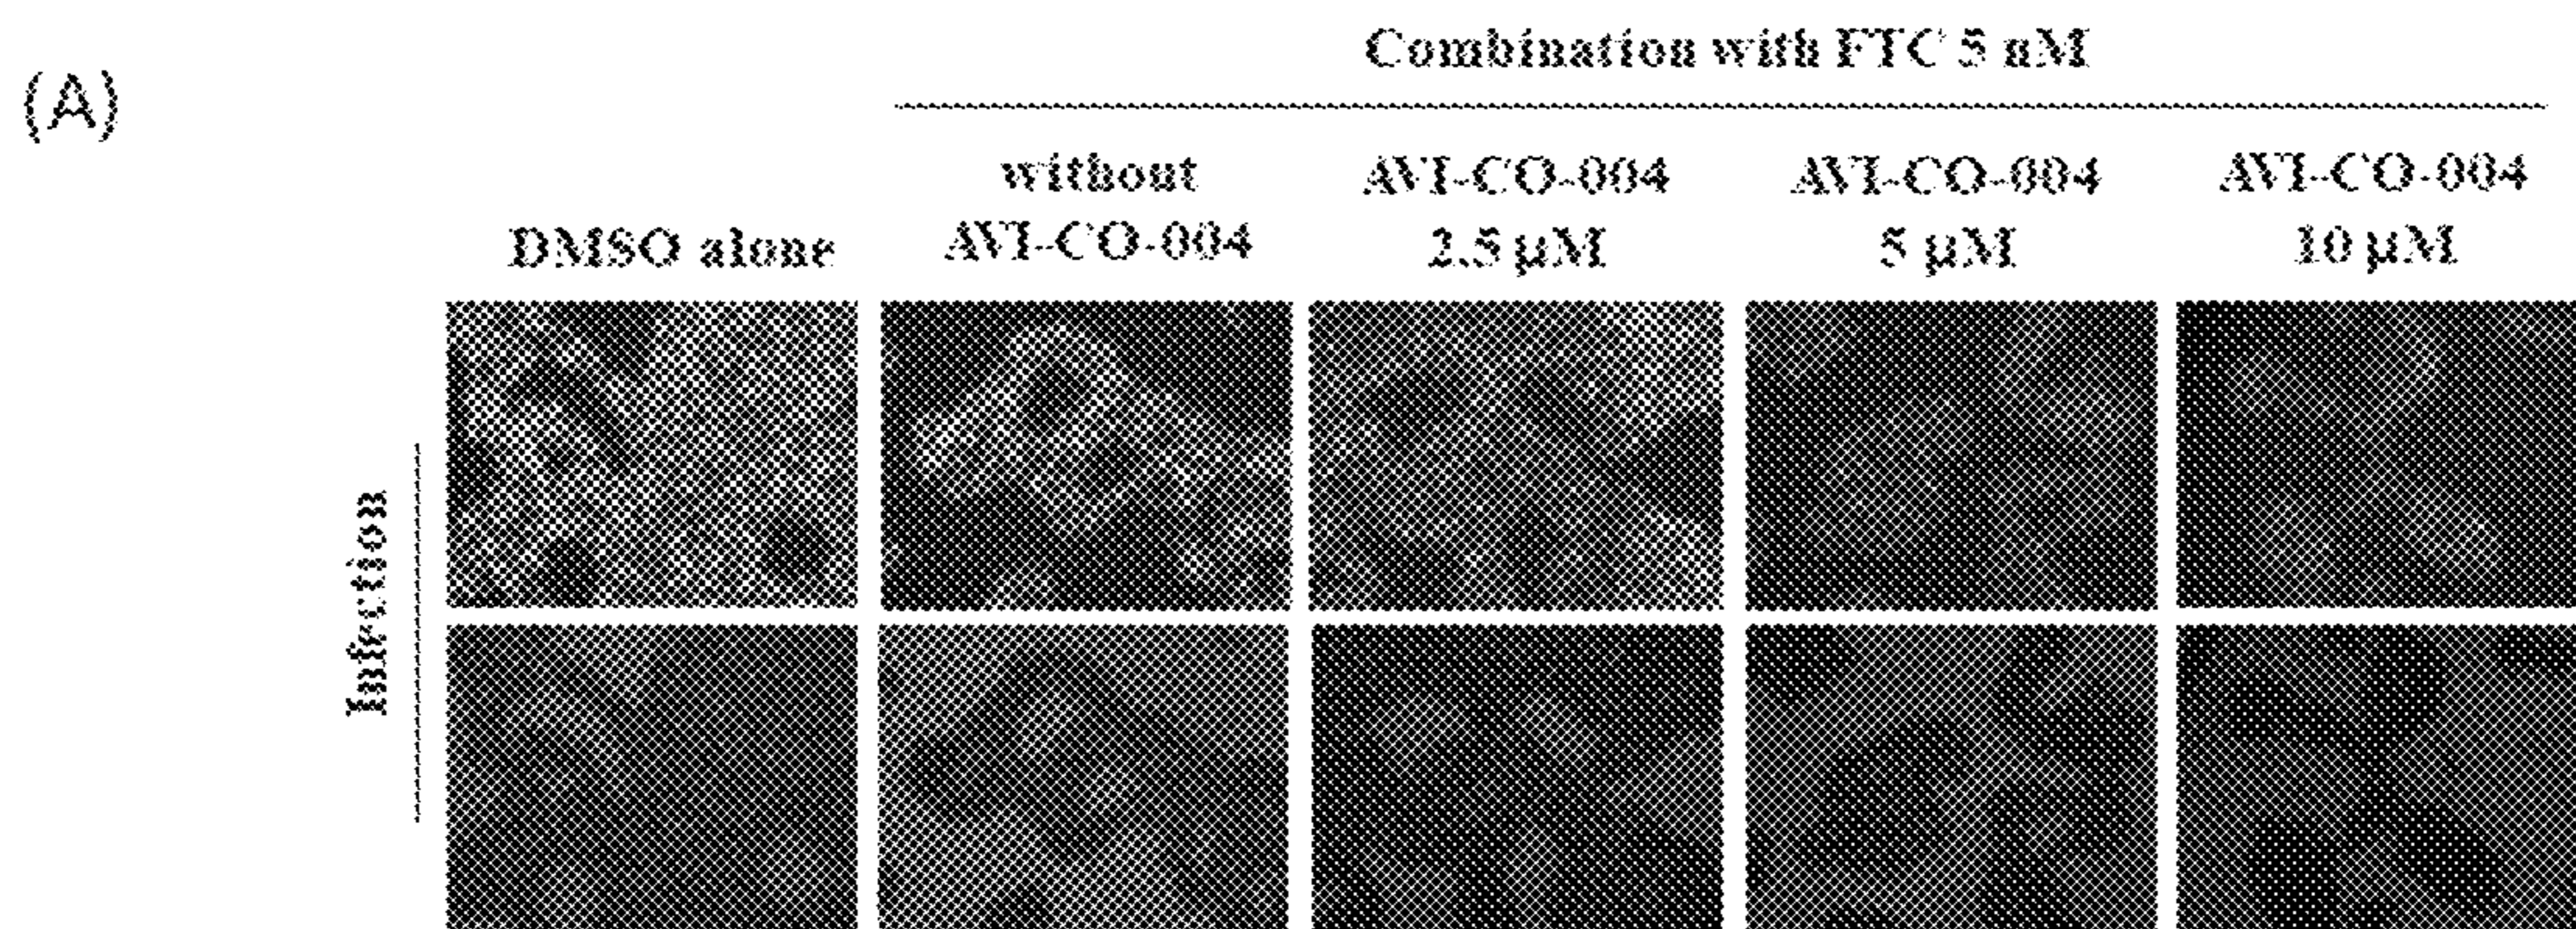 (A)
Combination with FTC 5 nM
DMSO alone
without
AVI-CO-004
AVI-CO-004
2.5 μM
AVI-CO-004
5 μM
AVI-CO-004
10 μM
Infection